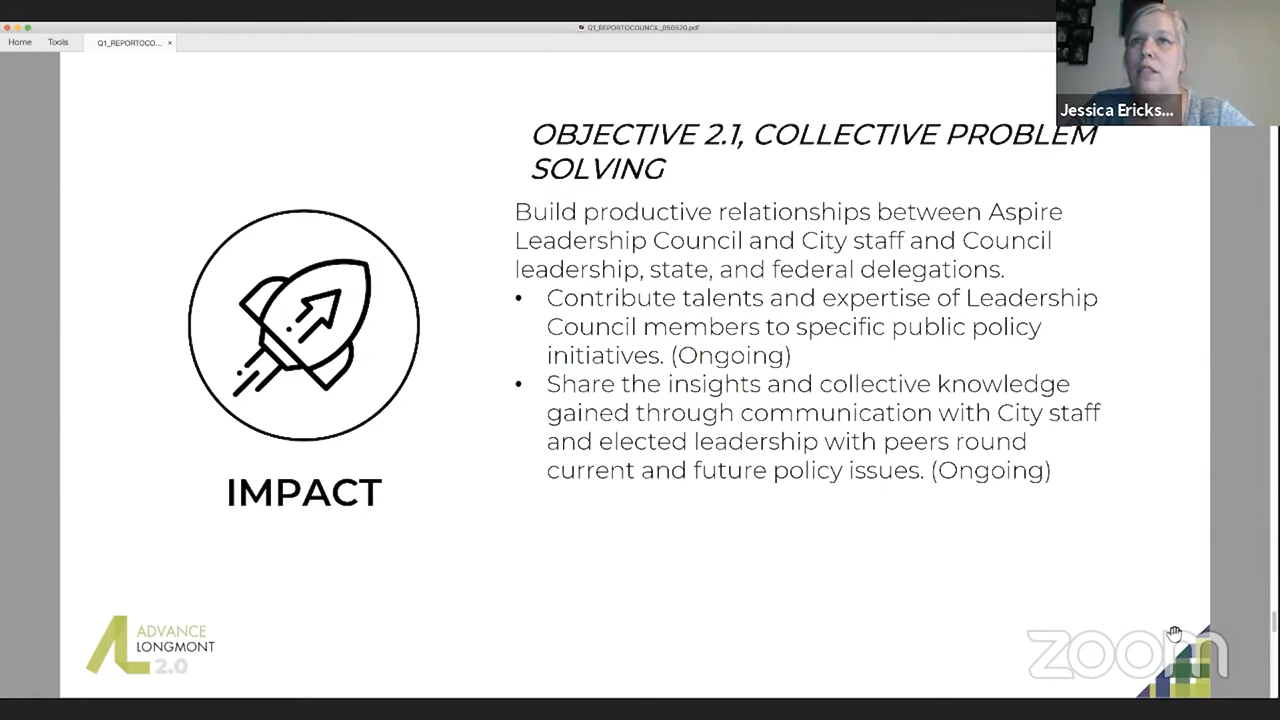 Q1_REPORTOCOUNCIL_050520.pdf
Home Tools Q1_REPORTOCO... ×
Jessica Ericks...
OBJECTIVE 2.1, COLLECTIVE PROBLEM
SOLVING
Build productive relationships between Aspire
Leadership Council and City staff and Council
leadership, state, and federal delegations.
• Contribute talents and expertise of Leadership
Council members to specific public policy
initiatives. (Ongoing)
• Share the insights and collective knowledge
gained through communication with City staff
and elected leadership with peers round
current and future policy issues. (Ongoing)
IMPACT
ADVANCE
LONGMONT
2.0
zoom